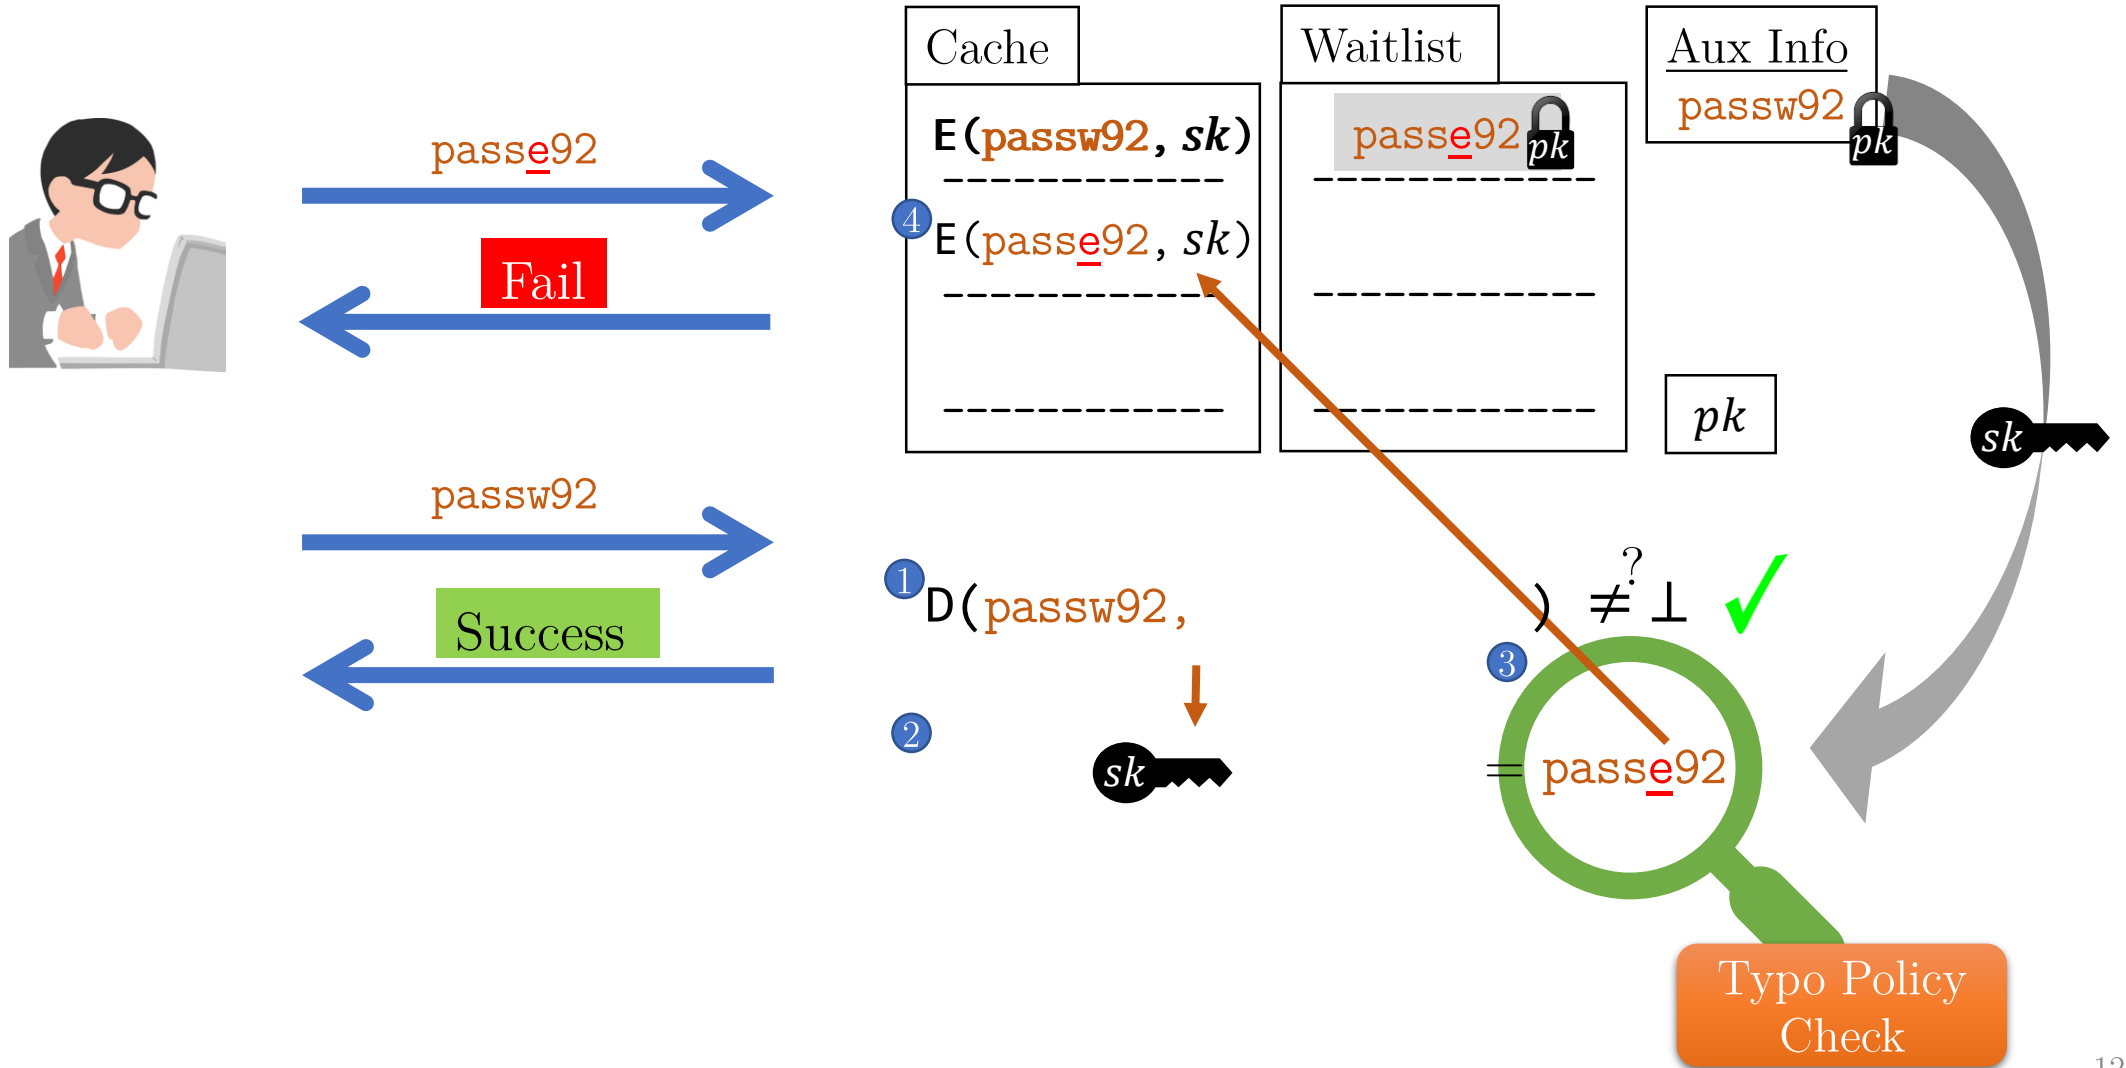 Cache
Waitlist
Aux Info
passw92
pk
E(passw92, sk)
passe92
pk
passe92
4
E(passe92, sk)
Fail
pk
sk
passw92
?
1
D(passw92, ) ≠ ⊥ ✓
Success
3
2
sk
= passe92
Typo Policy
Check